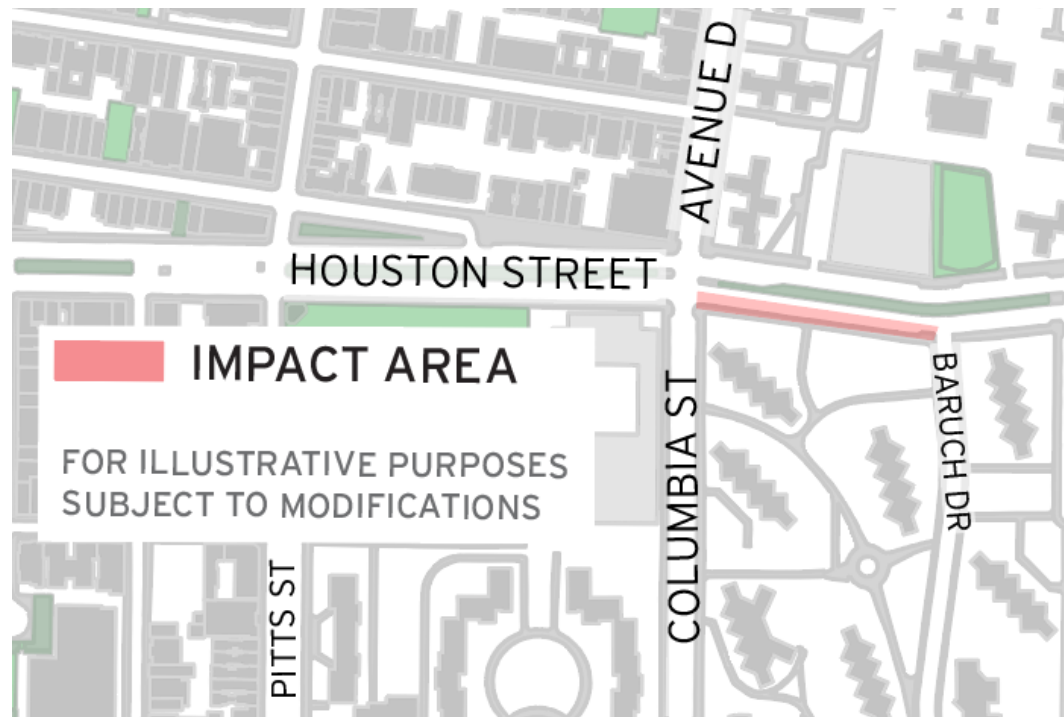 AVENUE D
HOUSTON STREET
IMPACT AREA
FOR ILLUSTRATIVE PURPOSES
SUBJECT TO MODIFICATIONS
COLUMBIA ST
BARUCH DR
PITTS ST